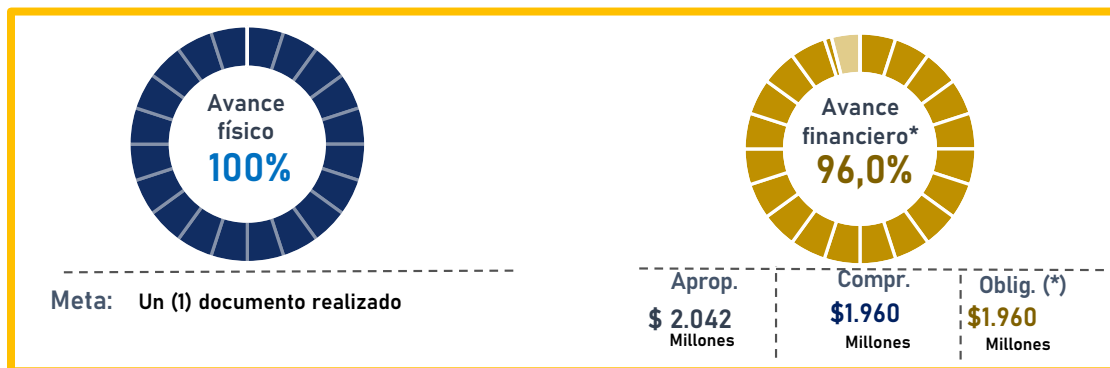 Avance
físico
100%
Meta: Un (1) documento realizado
Avance
financiero*
96,0%
Aprop.
$ 2.042
Millones
Compr.
$1.960
Millones
Oblig. (*)
$1.960
Millones